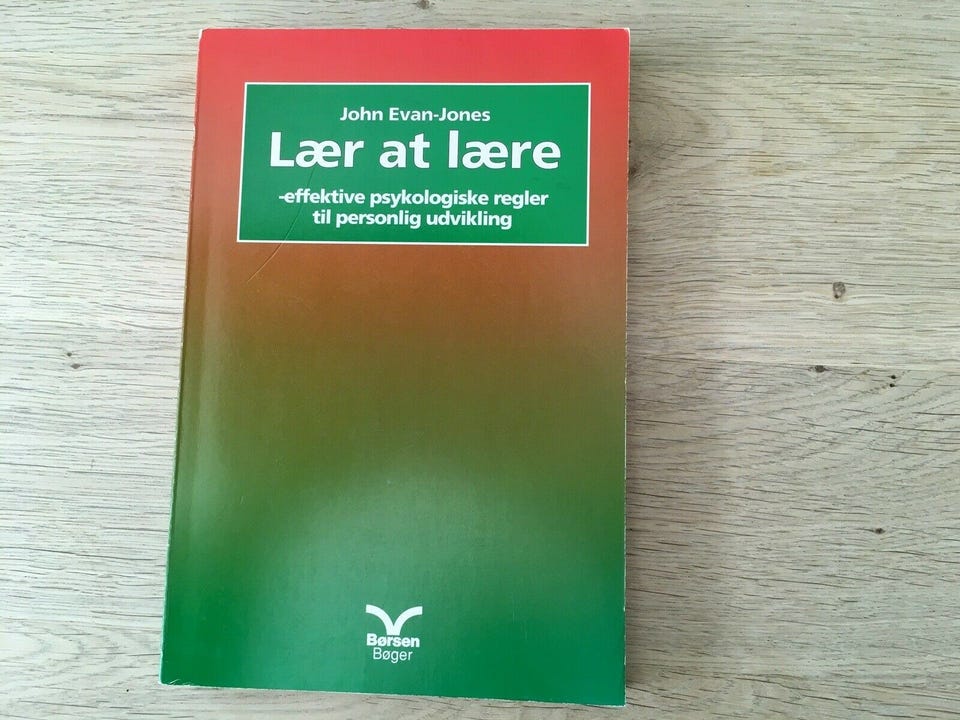 John Evan-Jones
Lær at lære
-effektive psykologiske regler
til personlig udvikling
Børsen
Bøger